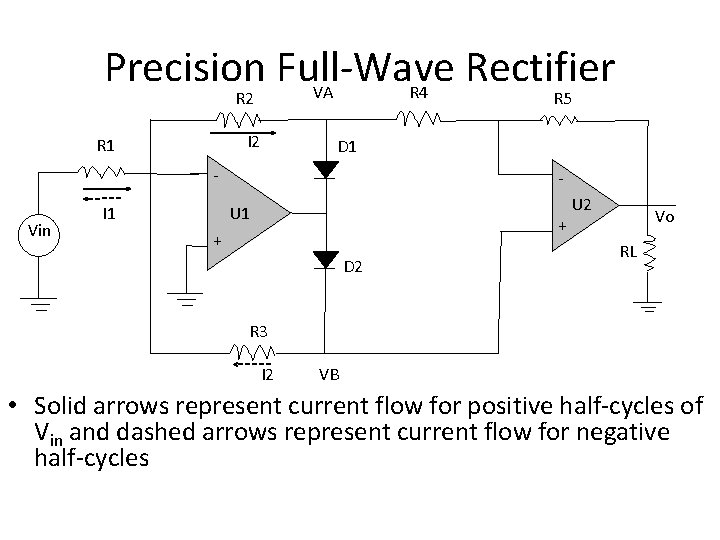 Precision Full-Wave Rectifier
R2
VA
R4
R5
R1
I2
D1
-
-
I1
U1
U2
Vin
Vo
+
+
D2
RL
R3
I2
VB
• Solid arrows represent current flow for positive half-cycles of
Vin and dashed arrows represent current flow for negative
half-cycles